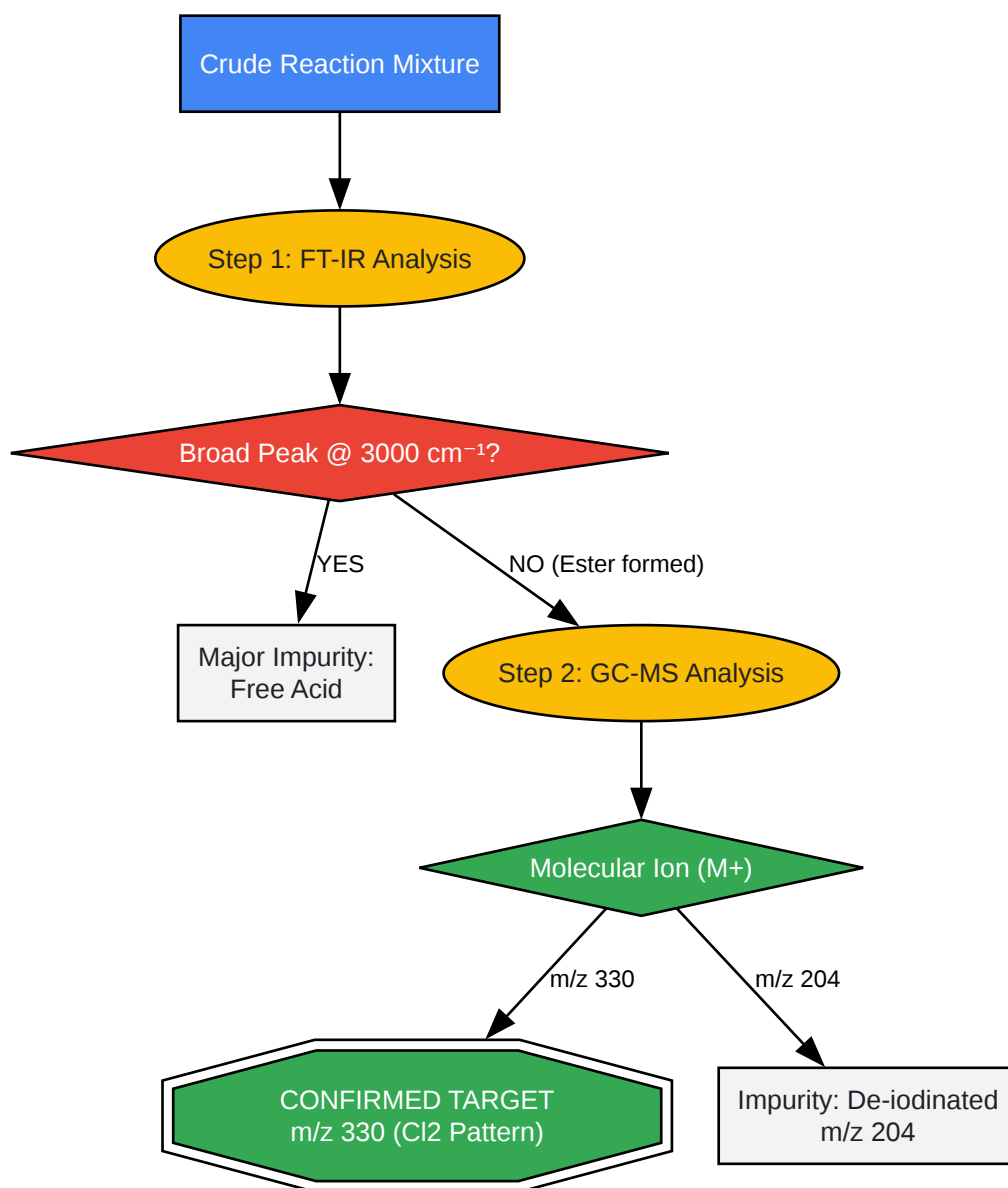 Crude Reaction Mixture
Step 1: FT-IR Analysis
Broad Peak @ 3000 cm⁻¹?
YES
NO (Ester formed)
Major Impurity:
Free Acid
Step 2: GC-MS Analysis
Molecular Ion (M+)
m/z 330
m/z 204
CONFIRMED TARGET
m/z 330 (Cl2 Pattern)
Impurity: De-iodinated
m/z 204